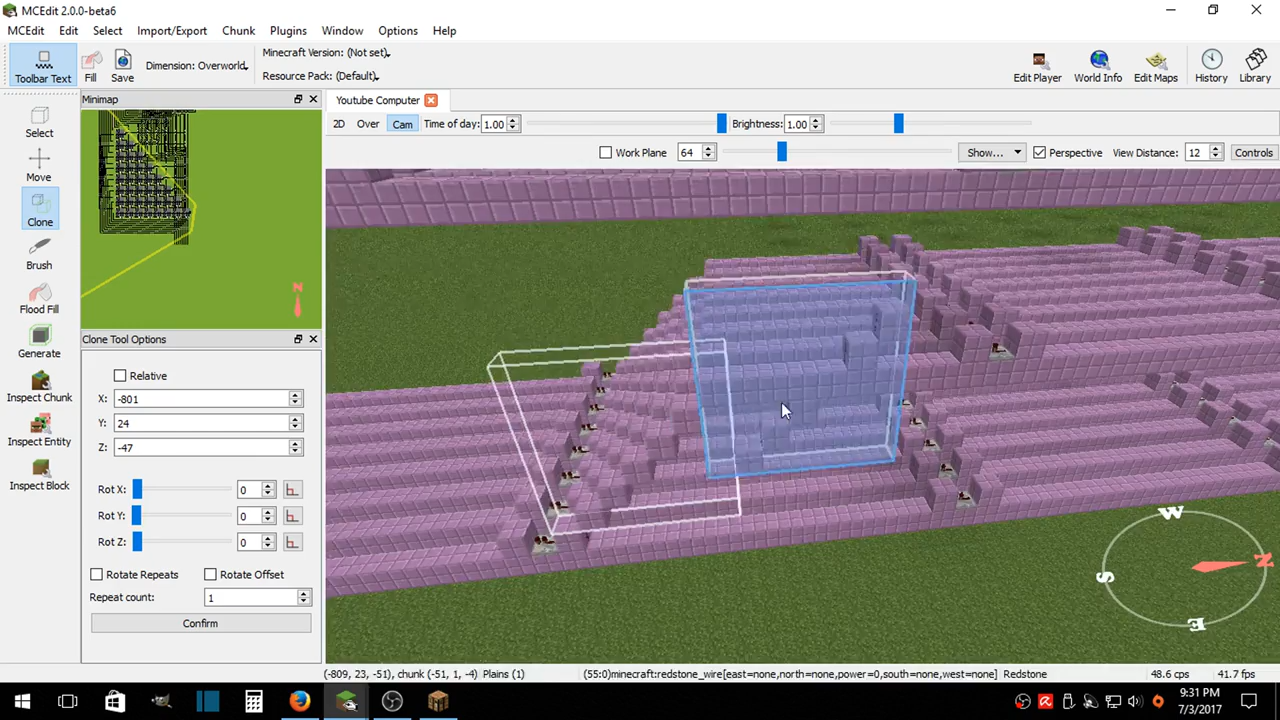 MCEdit 2.0.0-beta6
MCEdit Edit Select Import/Export Chunk Plugins Window Options Help
Toolbar Text Fill Save Dimension: Overworld Minecraft Version: (Not set) Resource Pack: (Default) Edit Player World Info Edit Maps History Library
Minimap
Youtube Computer
2D Over Cam Time of day: 1.00 Brightness: 1.00
Work Plane 64 Show... Perspective View Distance: 12 Controls
Select
Move
Clone
Brush
Flood Fill
Generate
Inspect Chunk
Inspect Entity
Inspect Block
N
Clone Tool Options
Relative
X: -801
Y: 24
Z: -47
Rot X: 0
Rot Y: 0
Rot Z: 0
Rotate Repeats Rotate Offset
Repeat count: 1
Confirm
W
N
S
E
(-809, 23, -51), chunk (-51, 1, -4) Plains (1) (55:0)minecraft:redstone_wire[east=none,north=none,power=0,south=none,west=none] Redstone 48.6 cps 41.7 fps
9:31 PM
7/3/2017